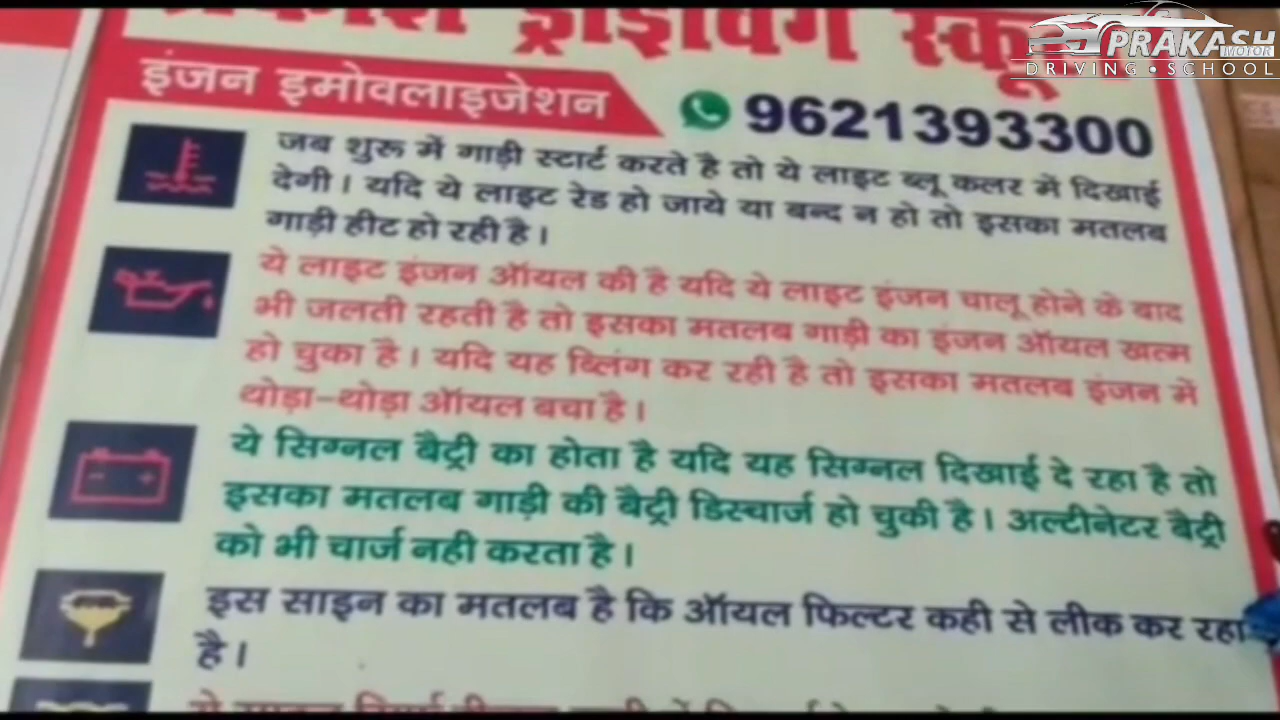 प्रकाश ड्राइविंग स्कूल
PRAKASH
MOTOR
DRIVING • SCHOOL
इंजन इमोवलाइजेशन
9621393300
जब शुरू में गाड़ी स्टार्ट करते है तो ये लाइट ब्लू कलर में दिखाई
देगी। यदि ये लाइट रेड हो जाये या बन्द न हो तो इसका मतलब
गाड़ी हीट हो रही है।
ये लाइट इंजन ऑयल की है यदि ये लाइट इंजन चालू होने के बाद
भी जलती रहती है तो इसका मतलब गाड़ी का इंजन ऑयल खत्म
हो चुका है। यदि यह ब्लिंग कर रही है तो इसका मतलब इंजन में
थोड़ा-थोड़ा ऑयल बचा है।
ये सिग्नल बैट्री का होता है यदि यह सिग्नल दिखाई दे रहा है तो
इसका मतलब गाड़ी की बैट्री डिस्चार्ज हो चुकी है। अल्टीनेटर बैट्री
को भी चार्ज नही करता है।
इस साइन का मतलब है कि ऑयल फिल्टर कही से लीक कर रहा
है।